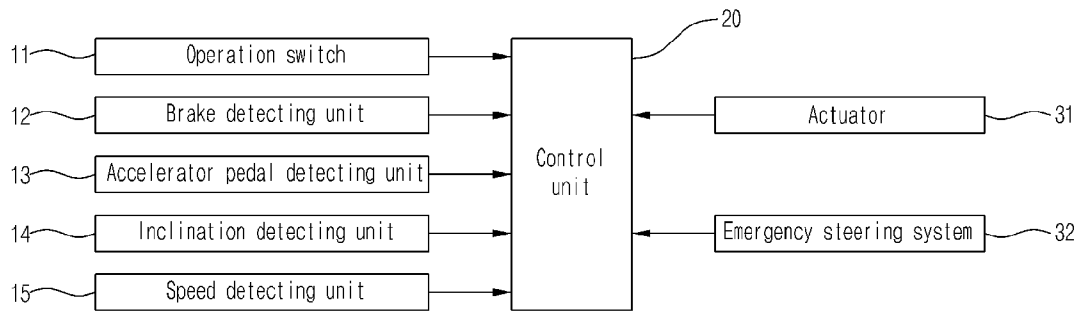 20
11 Operation switch
12 Brake detecting unit
Actuator 31
13 Accelerator pedal detecting unit
Control
unit
14 Inclination detecting unit
Emergency steering system 32
15 Speed detecting unit